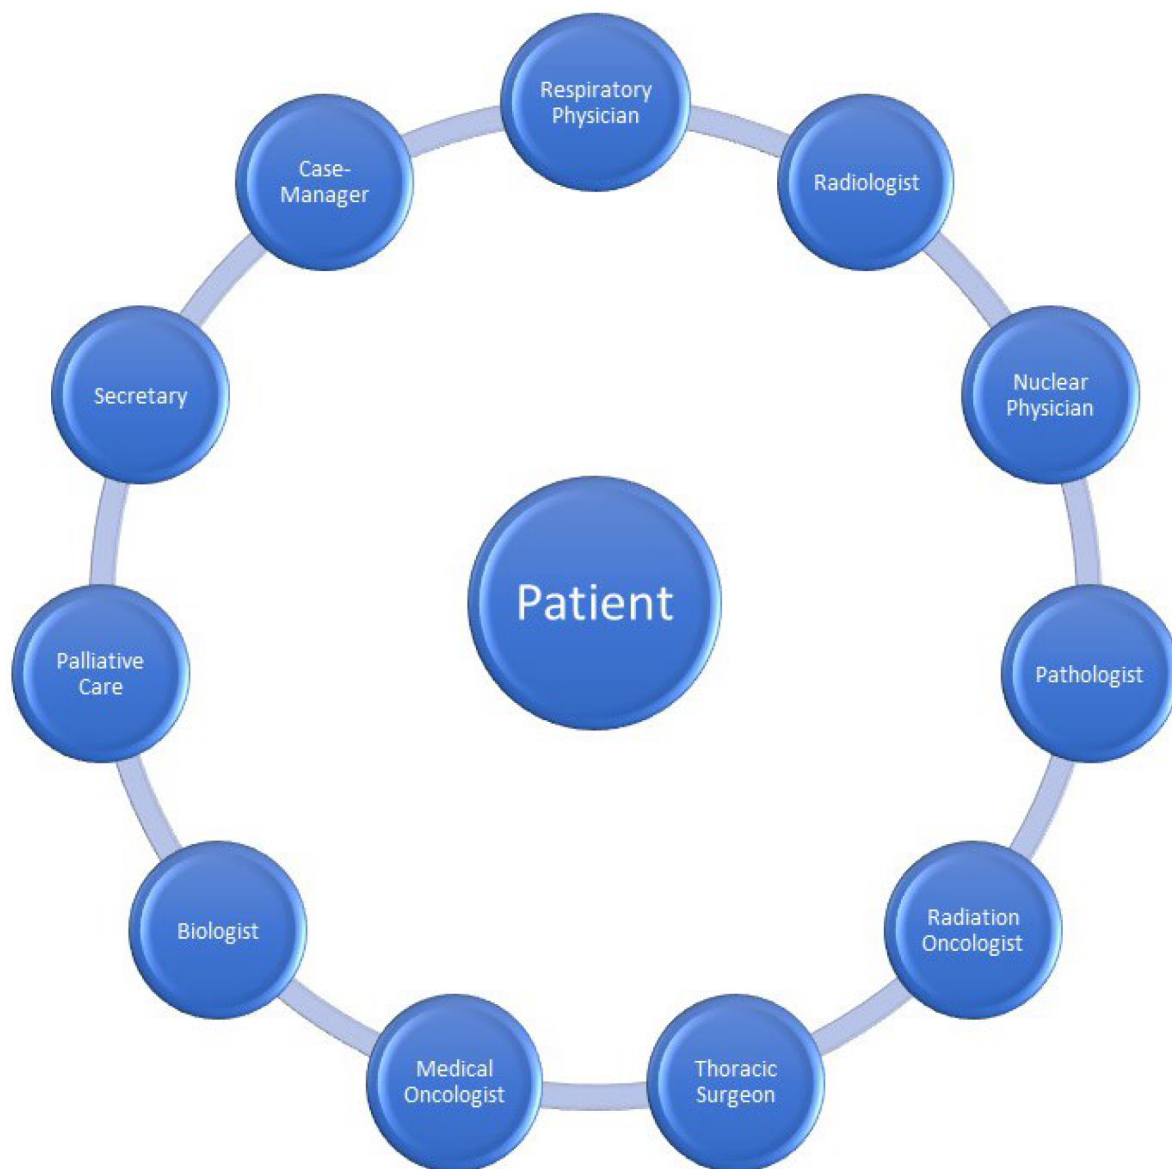 Respiratory
Physician
Radiologist
Nuclear
Physician
Pathologist
Radiation
Oncologist
Thoracic
Surgeon
Medical
Oncologist
Biologist
Palliative
Care
Secretary
Case-
Manager
Patient